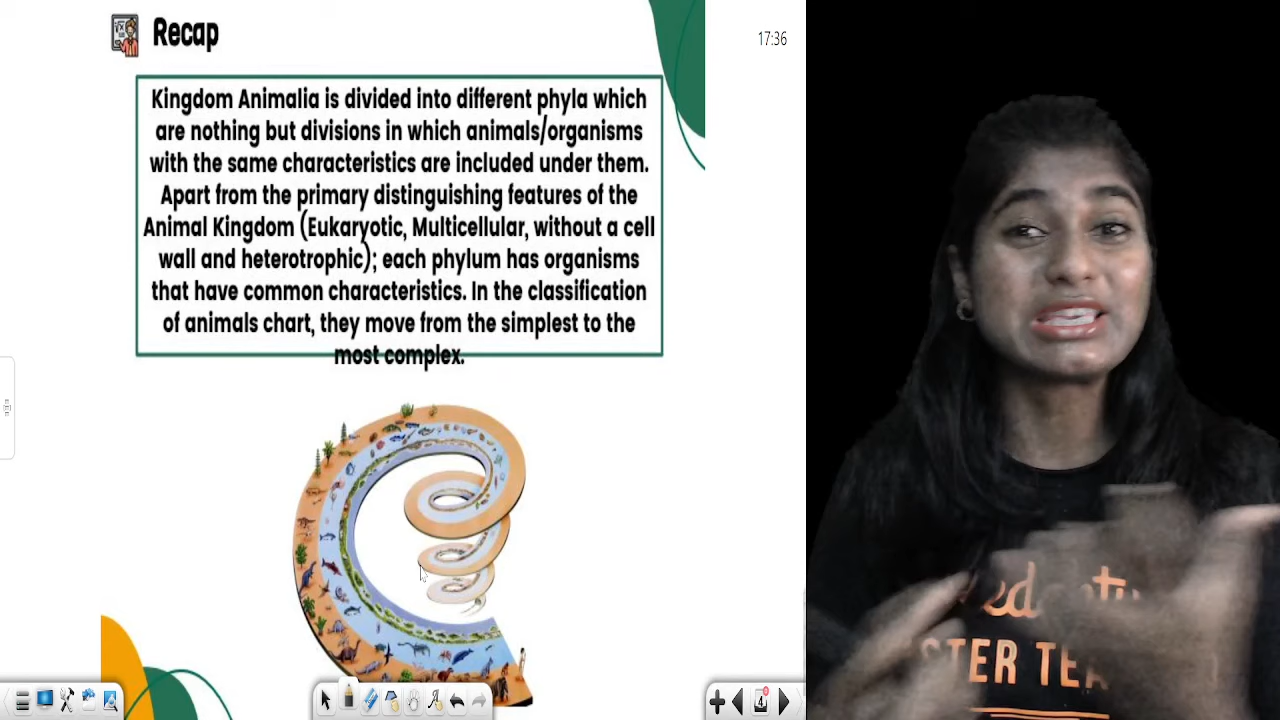 Recap
17:36
Kingdom Animalia is divided into different phyla which
are nothing but divisions in which animals/organisms
with the same characteristics are included under them.
Apart from the primary distinguishing features of the
Animal Kingdom (Eukaryotic, Multicellular, without a cell
wall and heterotrophic); each phylum has organisms
that have common characteristics. In the classification
of animals chart, they move from the simplest to the
most complex.
4